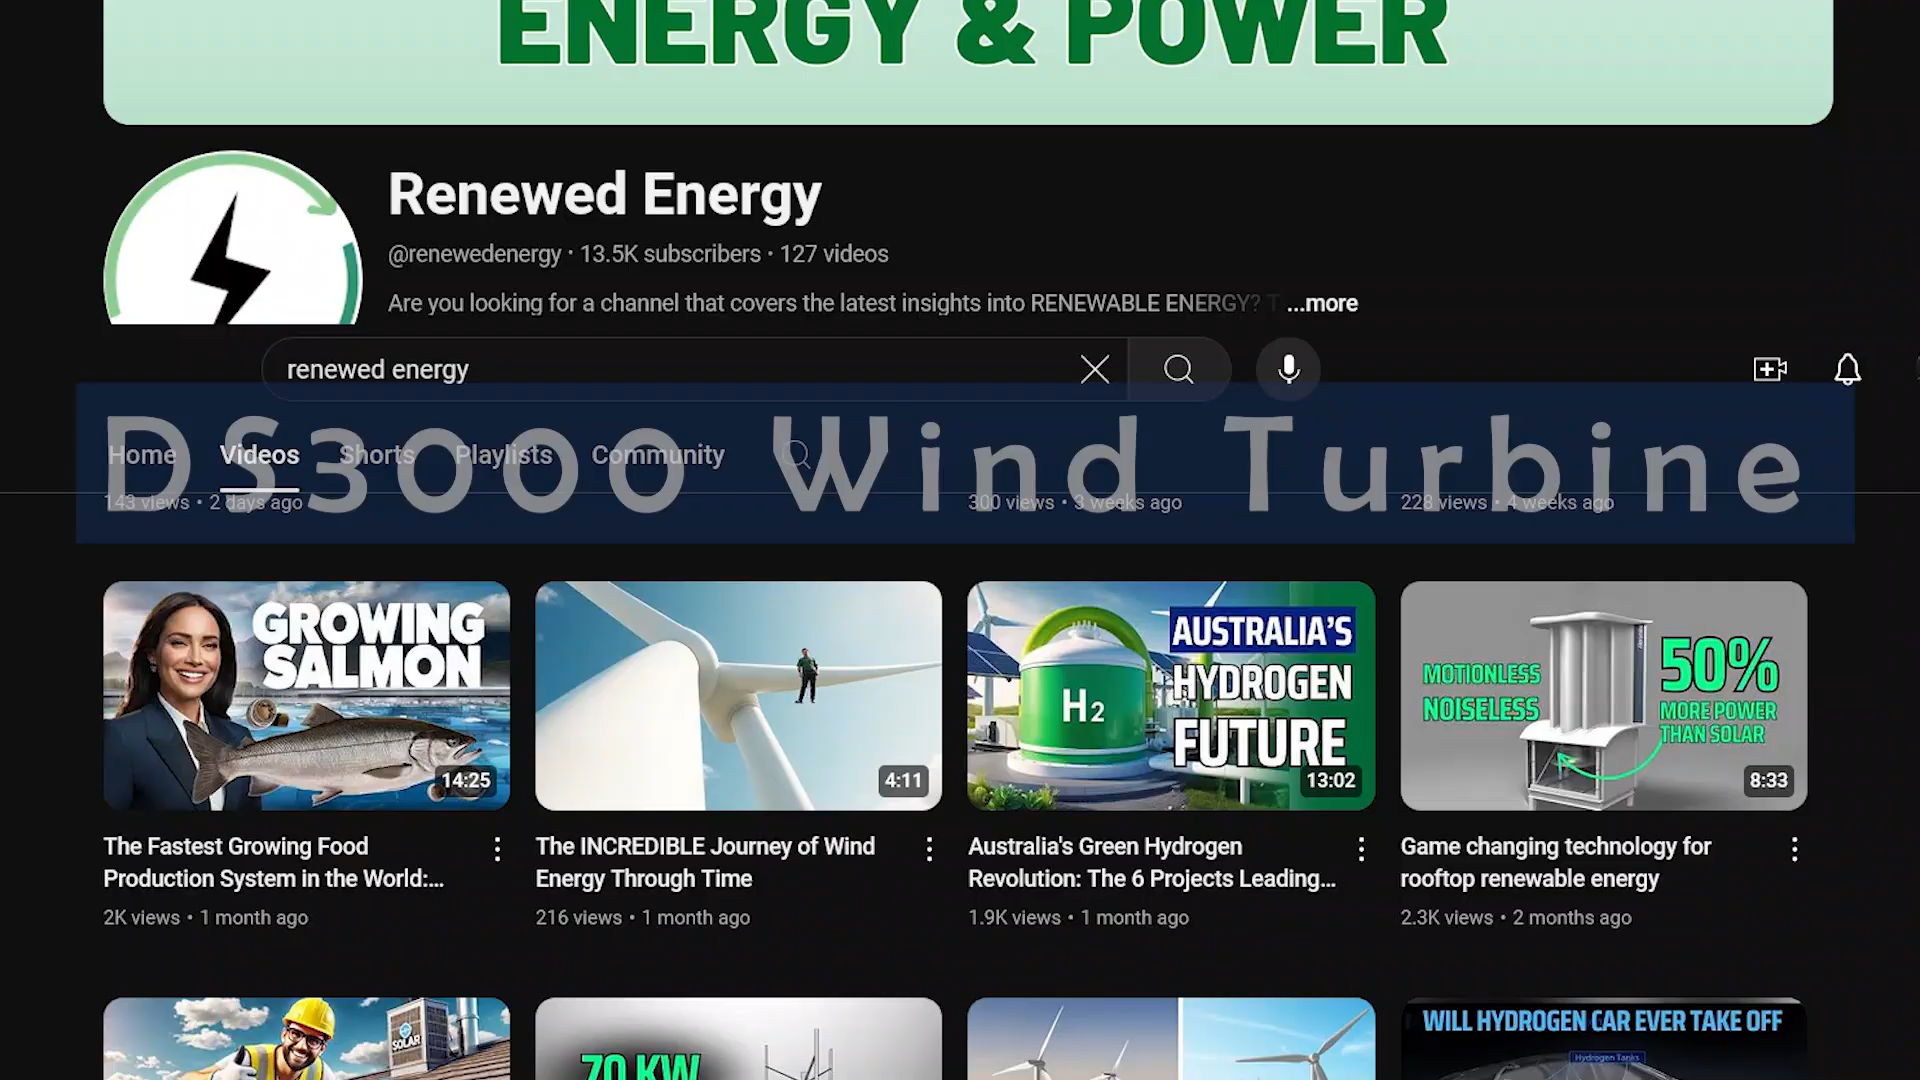 ENERGY & POWER
Renewed Energy
@renewedenergy · 13.5K subscribers · 127 videos
Are you looking for a channel that covers the latest insights into RENEWABLE ENERGY? T ...more
renewed energy
DS3000 Wind Turbine
Home Videos Shorts Playlists Community
143 views • 2 days ago
300 views • 3 weeks ago
228 views • 4 weeks ago
GROWING
SALMON
14:25
4:11
AUSTRALIA'S
HYDROGEN
FUTURE
H2
13:02
MOTIONLESS
NOISELESS
50%
MORE POWER
THAN SOLAR
8:33
The Fastest Growing Food
Production System in the World:...
2K views • 1 month ago
The INCREDIBLE Journey of Wind
Energy Through Time
216 views • 1 month ago
Australia's Green Hydrogen
Revolution: The 6 Projects Leading...
1.9K views • 1 month ago
Game changing technology for
rooftop renewable energy
2.3K views • 2 months ago
SOLAR
70 KW
WILL HYDROGEN CAR EVER TAKE OFF
Hydrogen Tanks